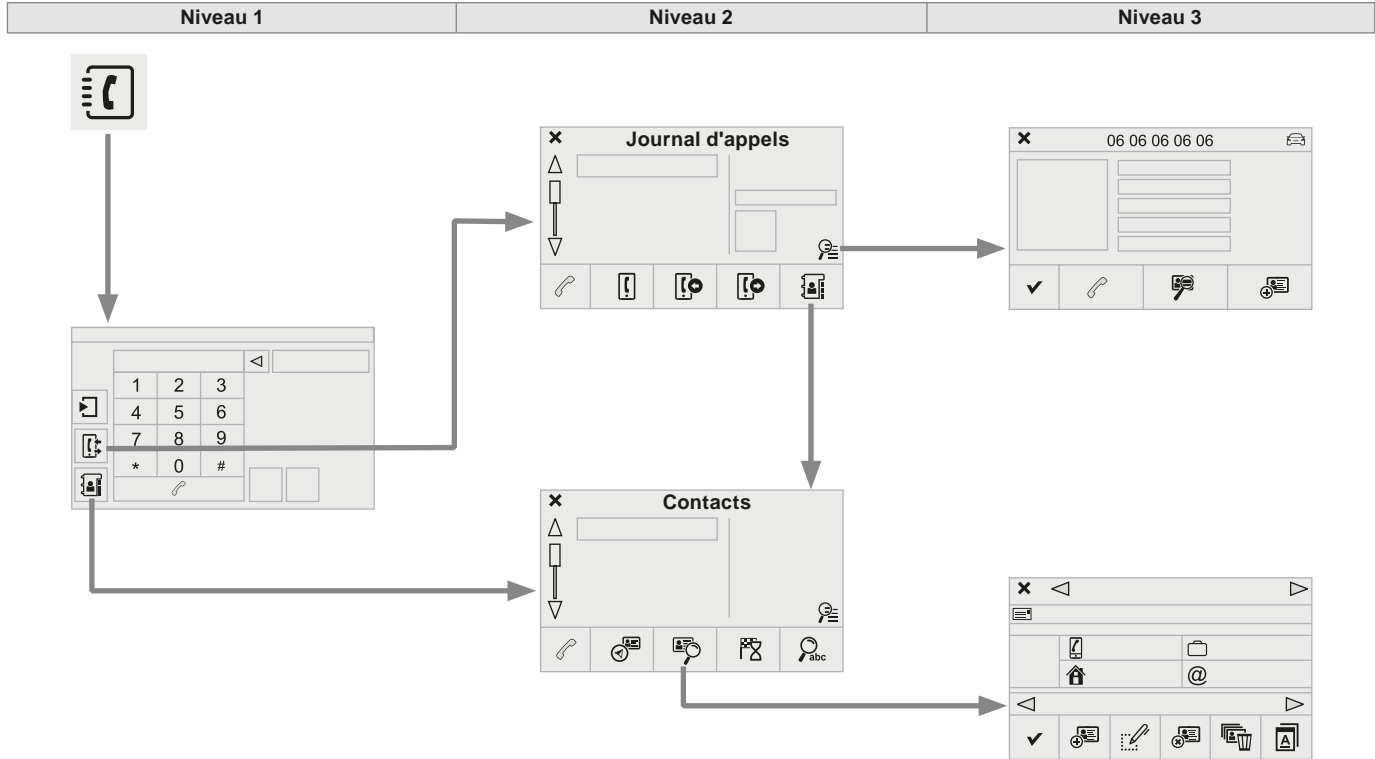 Niveau 1 Niveau 2 Niveau 3
Journal d'appels
06 06 06 06 06
1 2 3
4 5 6
7 8 9
* 0 #
Contacts
abc
@
A